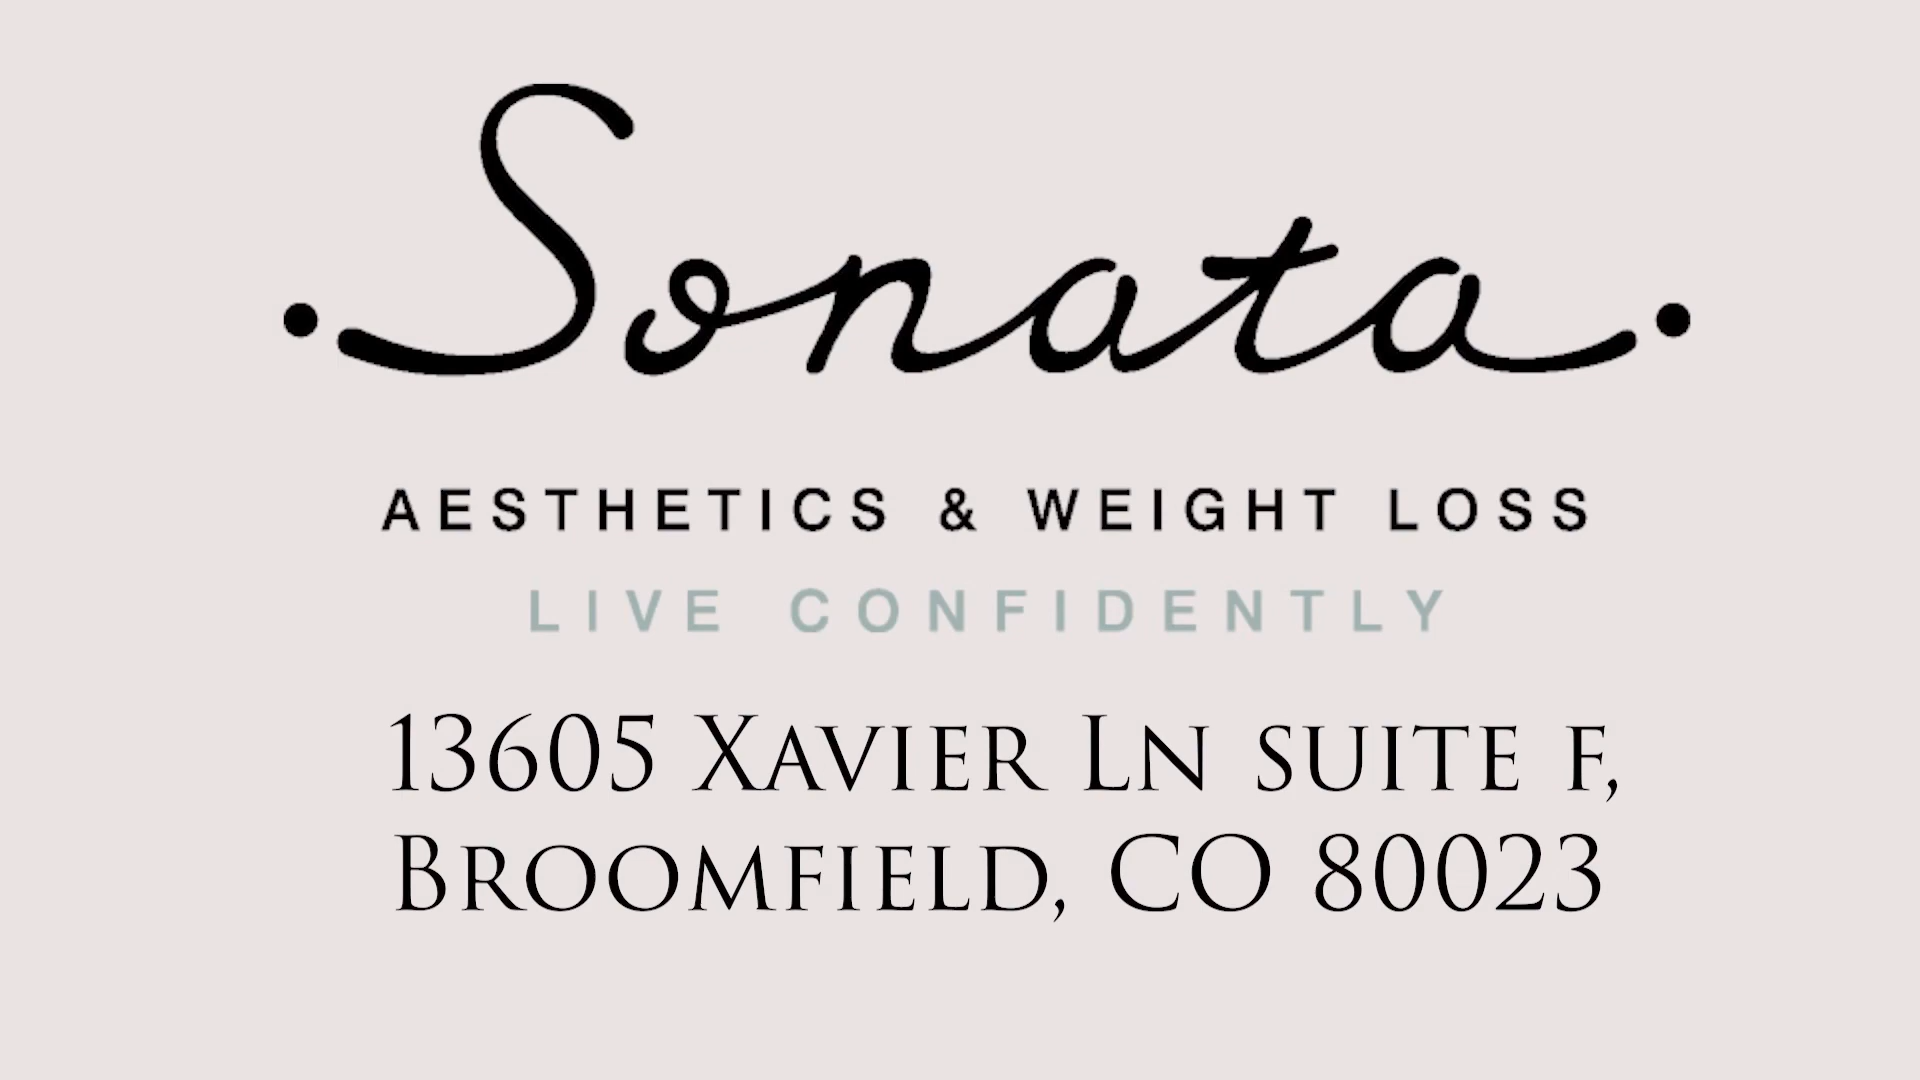 Sonata
AESTHETICS & WEIGHT LOSS
LIVE CONFIDENTLY
13605 Xavier Ln suite f,
Broomfield, CO 80023